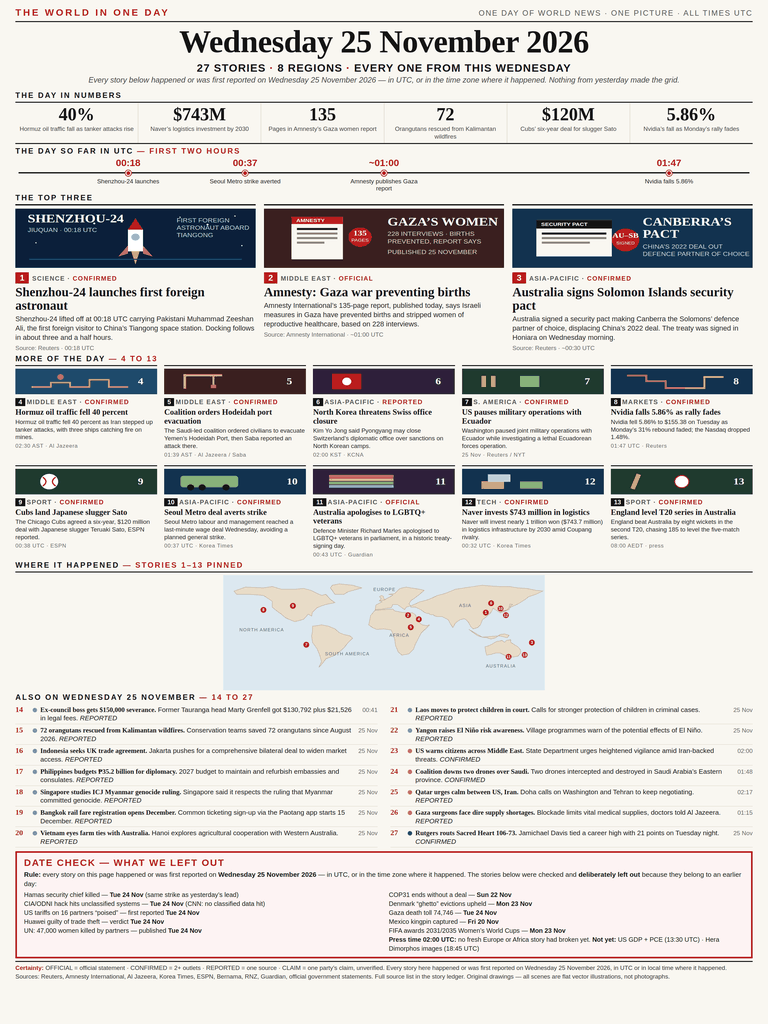 THE WORLD IN ONE DAY
ONE DAY OF WORLD NEWS · ONE PICTURE · ALL TIMES UTC
Wednesday 25 November 2026
27 STORIES · 8 REGIONS · EVERY ONE FROM THIS WEDNESDAY
Every story below happened or was first reported on Wednesday 25 November 2026 — in UTC, or in the zone where it happened. Nothing from yesterday made the grid.
THE DAY IN NUMBERS
40%
Hormuz oil traffic fall as tanker attacks rise
$743M
Naver's logistics investment by 2030
135
Pages in Amnesty's Gaza women report
72
Orangutans rescued from Kalimantan
wildfires
$120M
Cubs' six-year deal for slugger Sato
5.86%
Nvidia's fall as Monday's rally fades
THE DAY SO FAR IN UTC — FIRST TWO HOURS
00:18
Shenzhou-24 launches
00:37
Seoul Metro strike averted
~01:00
Amnesty publishes Gaza
report
01:47
Nvidia falls 5.86%
THE TOP THREE
SHENZHOU-24
JIUQUAN · 00:18 UTC
FIRST FOREIGN
ASTRONAUT ABOARD
TIANGONG
1 SCIENCE · CONFIRMED
Shenzhou-24 launches first foreign
astronaut
Shenzhou-24 lifted off at 00:18 UTC carrying Pakistani Muhammad Zeeshan
Ali, the first foreign visitor to China's Tiangong space station. Docking follows
in about three and a half hours.
Source: Reuters · 00:18 UTC
AMNESTY
135
PAGES
GAZA'S WOMEN
228 INTERVIEWS · BIRTHS
PREVENTED, REPORT SAYS
PUBLISHED 25 NOVEMBER
2 MIDDLE EAST · OFFICIAL
Amnesty: Gaza war preventing births
Amnesty International's 135-page report, published today, says Israeli
measures in Gaza have prevented births and stripped women of
reproductive healthcare, based on 228 interviews.
Source: Amnesty International · ~01:00 UTC
SECURITY PACT
AU-SB
SIGNED
CANBERRA'S
PACT
CHINA'S 2022 DEAL OUT
DEFENCE PARTNER OF CHOICE
3 ASIA-PACIFIC · CONFIRMED
Australia signs Solomon Islands security
pact
Australia signed a security pact making Canberra the Solomons' defence
partner of choice, displacing China's 2022 deal. The treaty was signed in
Honiara on Wednesday morning.
Source: Reuters · ~00:30 UTC
MORE OF THE DAY — 4 TO 13
4
4 MIDDLE EAST · CONFIRMED
Hormuz oil traffic fell 40 percent
Hormuz oil traffic fell 40 percent as Iran stepped up
tanker attacks, with three ships catching fire on
mines.
02:30 AST · Al Jazeera
5
5 MIDDLE EAST · CONFIRMED
Coalition orders Hodeidah port
evacuation
The Saudi-led coalition ordered civilians to evacuate
Yemen's Hodeidah Port, then Saba reported an
attack there.
01:39 AST · Al Jazeera / Saba
6
6 ASIA-PACIFIC · REPORTED
North Korea threatens Swiss office
closure
Kim Yo Jong said Pyongyang may close
Switzerland's diplomatic office over sanctions on
North Korean camps.
02:00 KST · KCNA
7
7 S. AMERICA · CONFIRMED
US pauses military operations with
Ecuador
Washington paused joint military operations with
Ecuador while investigating a lethal Ecuadorean forces
operation.
25 Nov · Reuters / NYT
8
8 MARKETS · CONFIRMED
Nvidia falls 5.86% as rally fades
Nvidia fell 5.86% to $155.38 on Tuesday as
Monday's 31% rebound faded; the Nasdaq dropped
1.48%.
01:47 UTC · Reuters
9
9 SPORT · CONFIRMED
Cubs land Japanese slugger Sato
The Chicago Cubs agreed a six-year, $120 million
deal with Japanese slugger Teruaki Sato, ESPN
reported.
00:38 UTC · ESPN
10
10 ASIA-PACIFIC · CONFIRMED
Seoul Metro deal averts strike
Seoul Metro labour and management reached a
last-minute wage deal Wednesday, avoiding a
planned general strike.
00:37 UTC · Korea Times
11
11 ASIA-PACIFIC · OFFICIAL
Australia apologises to LGBTQ+
veterans
Defence Minister Richard Marles apologised to
LGBTQ+ veterans in parliament, in a historic treaty-
signing day.
00:43 UTC · Guardian
12
12 TECH · CONFIRMED
Naver invests $743 million in logistics
Naver will invest nearly 1 trillion won ($743.7 million)
in logistics infrastructure by 2030 amid Coupang
rivalry.
00:32 UTC · Korea Times
13
13 SPORT · CONFIRMED
England level T20 series in Australia
England beat Australia by eight wickets in the
second T20, chasing 185 to level the five-match
series.
08:00 AEDT · press
WHERE IT HAPPENED — STORIES 1–13 PINNED
EUROPE
ASIA
NORTH AMERICA
AFRICA
SOUTH AMERICA
AUSTRALIA
ALSO ON WEDNESDAY 25 NOVEMBER — 14 TO 27
14 Ex-council boss gets $150,000 severance. Former Tauranga head Marty Grenfell got $130,792 plus $21,526 00:41
in legal fees. REPORTED
15 72 orangutans rescued from Kalimantan wildfires. Conservation teams saved 72 orangutans since August 25 Nov
2026. REPORTED
16 Indonesia seeks UK trade agreement. Jakarta pushes for a comprehensive bilateral deal to widen market 25 Nov
access. REPORTED
17 Philippines budgets ₱35.2 billion for diplomacy. 2027 budget to maintain and refurbish embassies and 25 Nov
consulates. REPORTED
18 Singapore studies ICJ Myanmar genocide ruling. Singapore said it respects the ruling that Myanmar 25 Nov
committed genocide. REPORTED
19 Bangkok rail fare registration opens December. Common ticketing sign-up via the Paotang app starts 15 25 Nov
December. REPORTED
20 Vietnam eyes farming ties with Australia. Hanoi explores agricultural cooperation with Western Australia. 25 Nov
REPORTED
21 Laos moves to protect children in court. Calls for stronger protection of children in criminal cases. 25 Nov
REPORTED
22 Yangon raises El Niño risk awareness. Village programmes warn of the potential effects of El Niño. 25 Nov
REPORTED
23 US warns citizens across Middle East. State Department urges heightened vigilance amid Iran-backed 02:00
threats. CONFIRMED
24 Coalition downs two drones over Saudi. Two drones intercepted and destroyed in Saudi Arabia's Eastern 01:48
province. CONFIRMED
25 Qatar urges calm between US, Iran. Doha calls on Washington and Tehran to keep negotiating. 02:17
REPORTED
26 Gaza surgeons face dire supply shortages. Blockade limits vital medical supplies, doctors told Al Jazeera. 01:15
REPORTED
27 Rutgers routs Sacred Heart 106-73. Jamichael Davis tied a career high with 21 points on Tuesday night. 25 Nov
CONFIRMED
DATE CHECK — WHAT WE LEFT OUT
Rule: every story on this page happened or was first reported on Wednesday 25 November 2026 — in UTC, or in the time zone where it happened. The stories below were checked and deliberately left out because they belong to an earlier
day:
Hamas security chief killed — Tue 24 Nov (same strike as yesterday's lead)
CIA/ODNI hack hits unclassified systems — Tue 24 Nov (CNN: no classified data hit)
US tariffs on 16 partners "poised" — first reported Tue 24 Nov
Huawei guilty of trade theft — verdict Tue 24 Nov
UN: 47,000 women killed by partners — published Tue 24 Nov
COP31 ends without a deal — Sun 22 Nov
Denmark "ghetto" evictions upheld — Mon 23 Nov
Gaza death toll 74,746 — Tue 24 Nov
Mexico kingpin captured — Fri 20 Nov
FIFA awards 2031/2035 Women's World Cups — Mon 23 Nov
Press time 02:00 UTC: no fresh Europe or Africa story had broken yet. Not yet: US GDP + PCE (13:30 UTC) · Hera
Dimorphos images (18:45 UTC)
Certainty: OFFICIAL = official statement · CONFIRMED = 2+ outlets · REPORTED = one source · CLAIM = one party's claim, unverified. Every story here happened or was first reported on Wednesday 25 November 2026, in UTC or in local time where it happened.
Sources: Reuters, Amnesty International, Al Jazeera, Korea Times, ESPN, Bernama, RNZ, Guardian, official government statements. Full source list in the story ledger. Original drawings — all scenes are flat vector illustrations, not photographs.